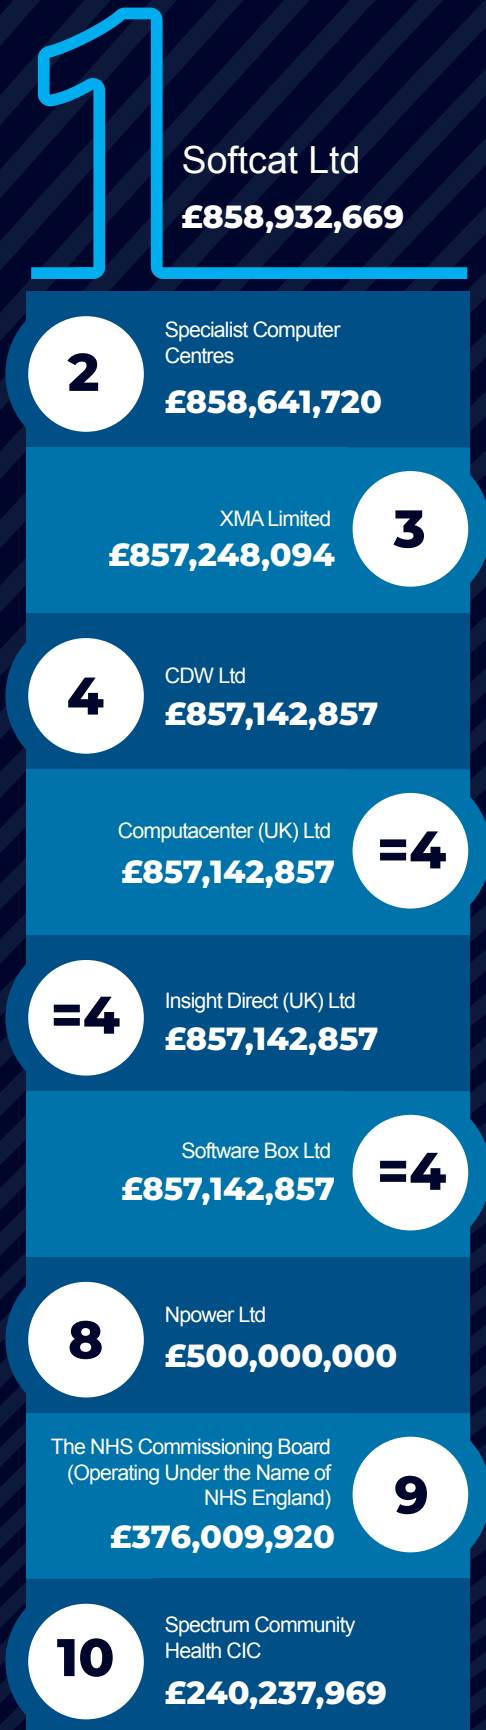 1
Softcat Ltd
£858,932,669
2
Specialist Computer
Centres
£858,641,720
XMA Limited
£857,248,094
3
4
CDW Ltd
£857,142,857
Computacenter (UK) Ltd
£857,142,857
=4
=4
Insight Direct (UK) Ltd
£857,142,857
Software Box Ltd
£857,142,857
=4
8
Npower Ltd
£500,000,000
The NHS Commissioning Board
(Operating Under the Name of
NHS England)
£376,009,920
9
10
Spectrum Community
Health CIC
£240,237,969